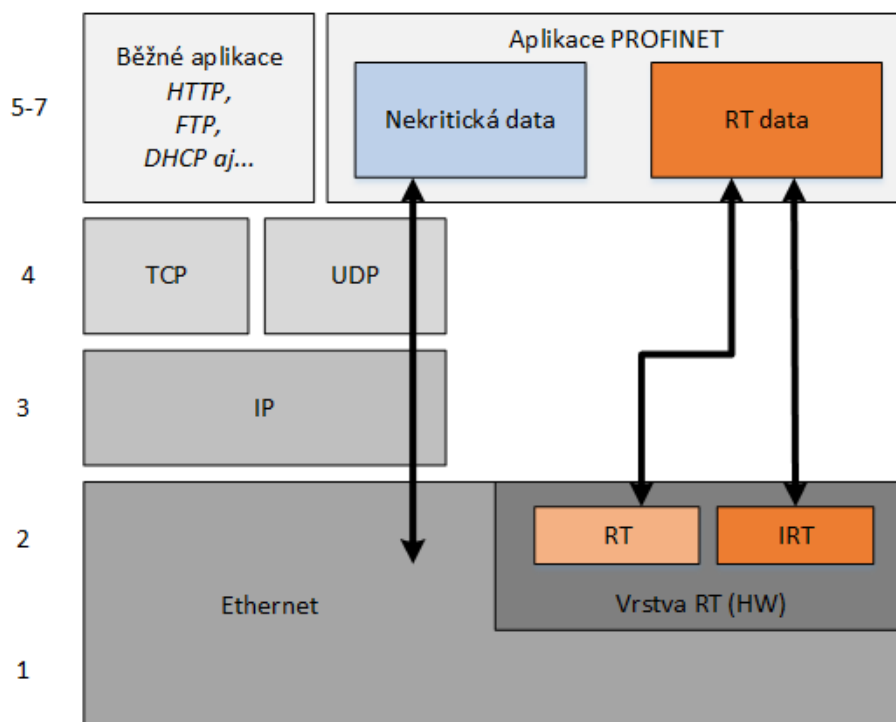 5-7
Běžné aplikace
HTTP,
FTP,
DHCP aj...
Aplikace PROFINET
Nekritická data
RT data
4
TCP
UDP
3
IP
2
RT
IRT
Ethernet
Vrstva RT (HW)
1